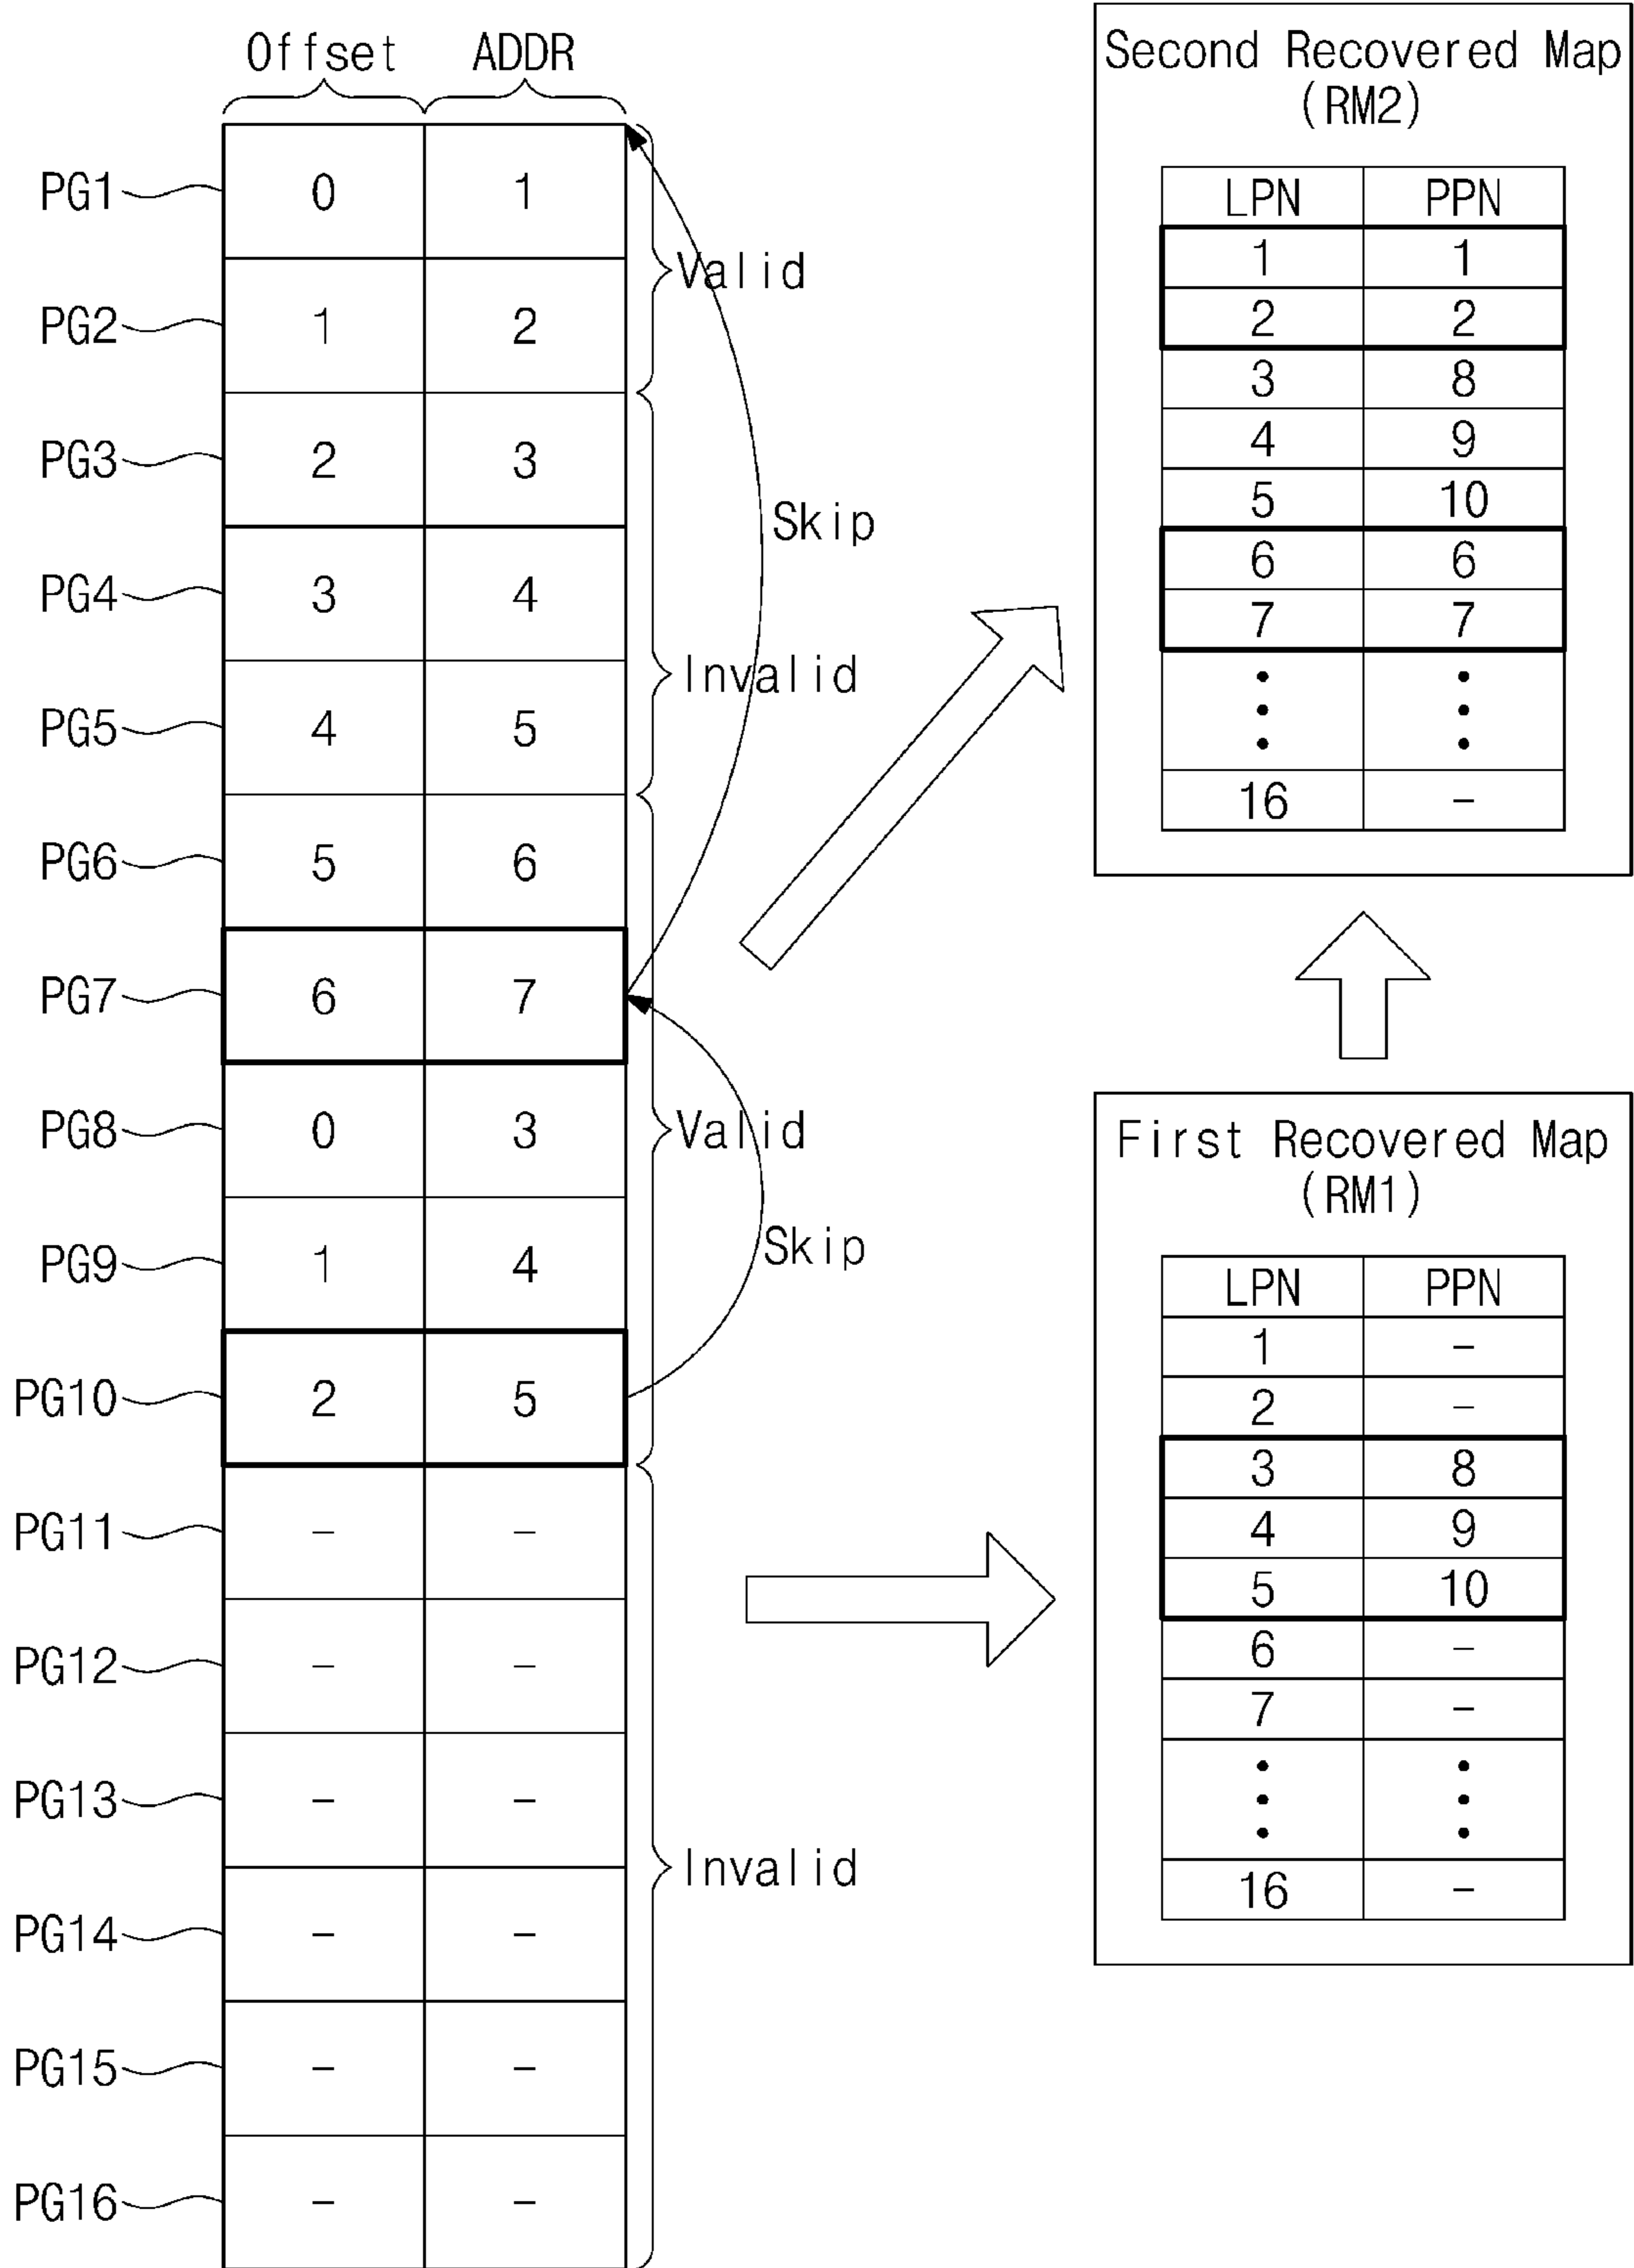 Offset ADDR
PG1 0 1
PG2 1 2
Valid
PG3 2 3
PG4 3 4
PG5 4 5
Invalid
Skip
PG6 5 6
PG7 6 7
PG8 0 3
PG9 1 4
PG10 2 5
Valid
Skip
PG11 - -
PG12 - -
PG13 - -
PG14 - -
PG15 - -
PG16 - -
Invalid
Second Recovered Map
(RM2)
LPN PPN
1 1
2 2
3 8
4 9
5 10
6 6
7 7
16 -
First Recovered Map
(RM1)
LPN PPN
1 -
2 -
3 8
4 9
5 10
6 -
7 -
16 -